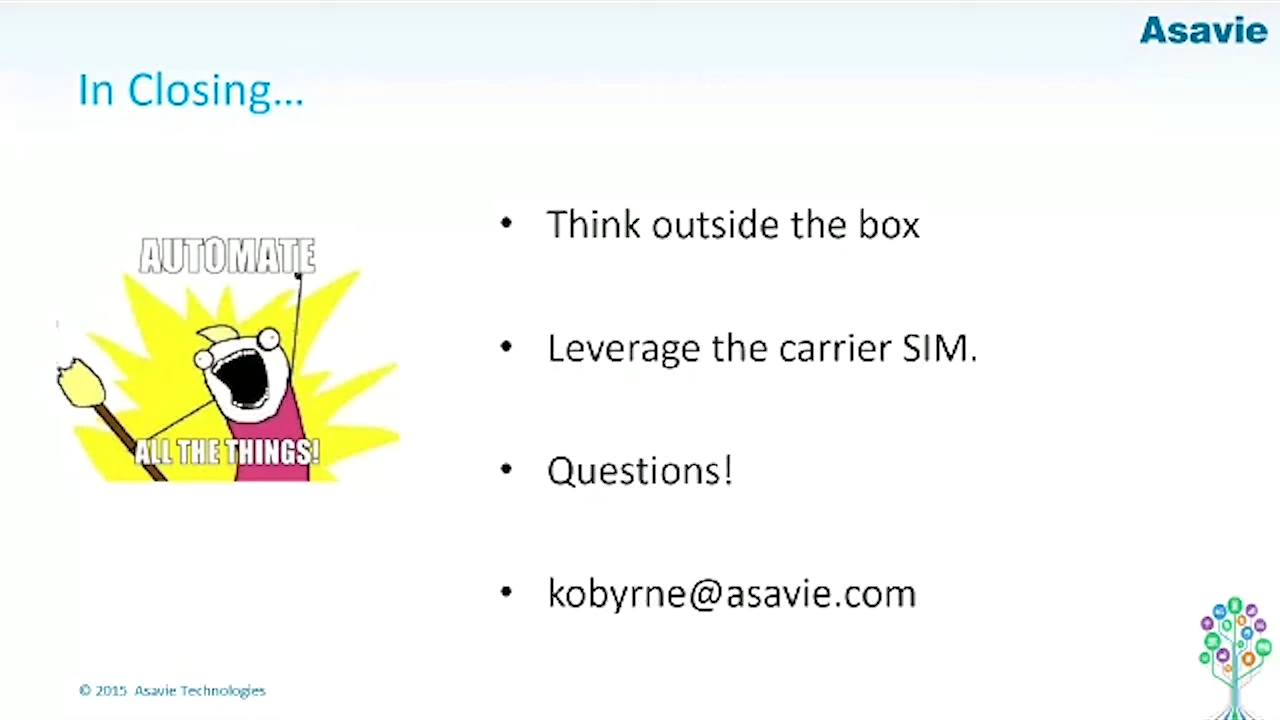 Asavie
In Closing...
AUTOMATE
ALL THE THINGS!
• Think outside the box
• Leverage the carrier SIM.
• Questions!
• kobyrne@asavie.com
© 2015 Asavie Technologies